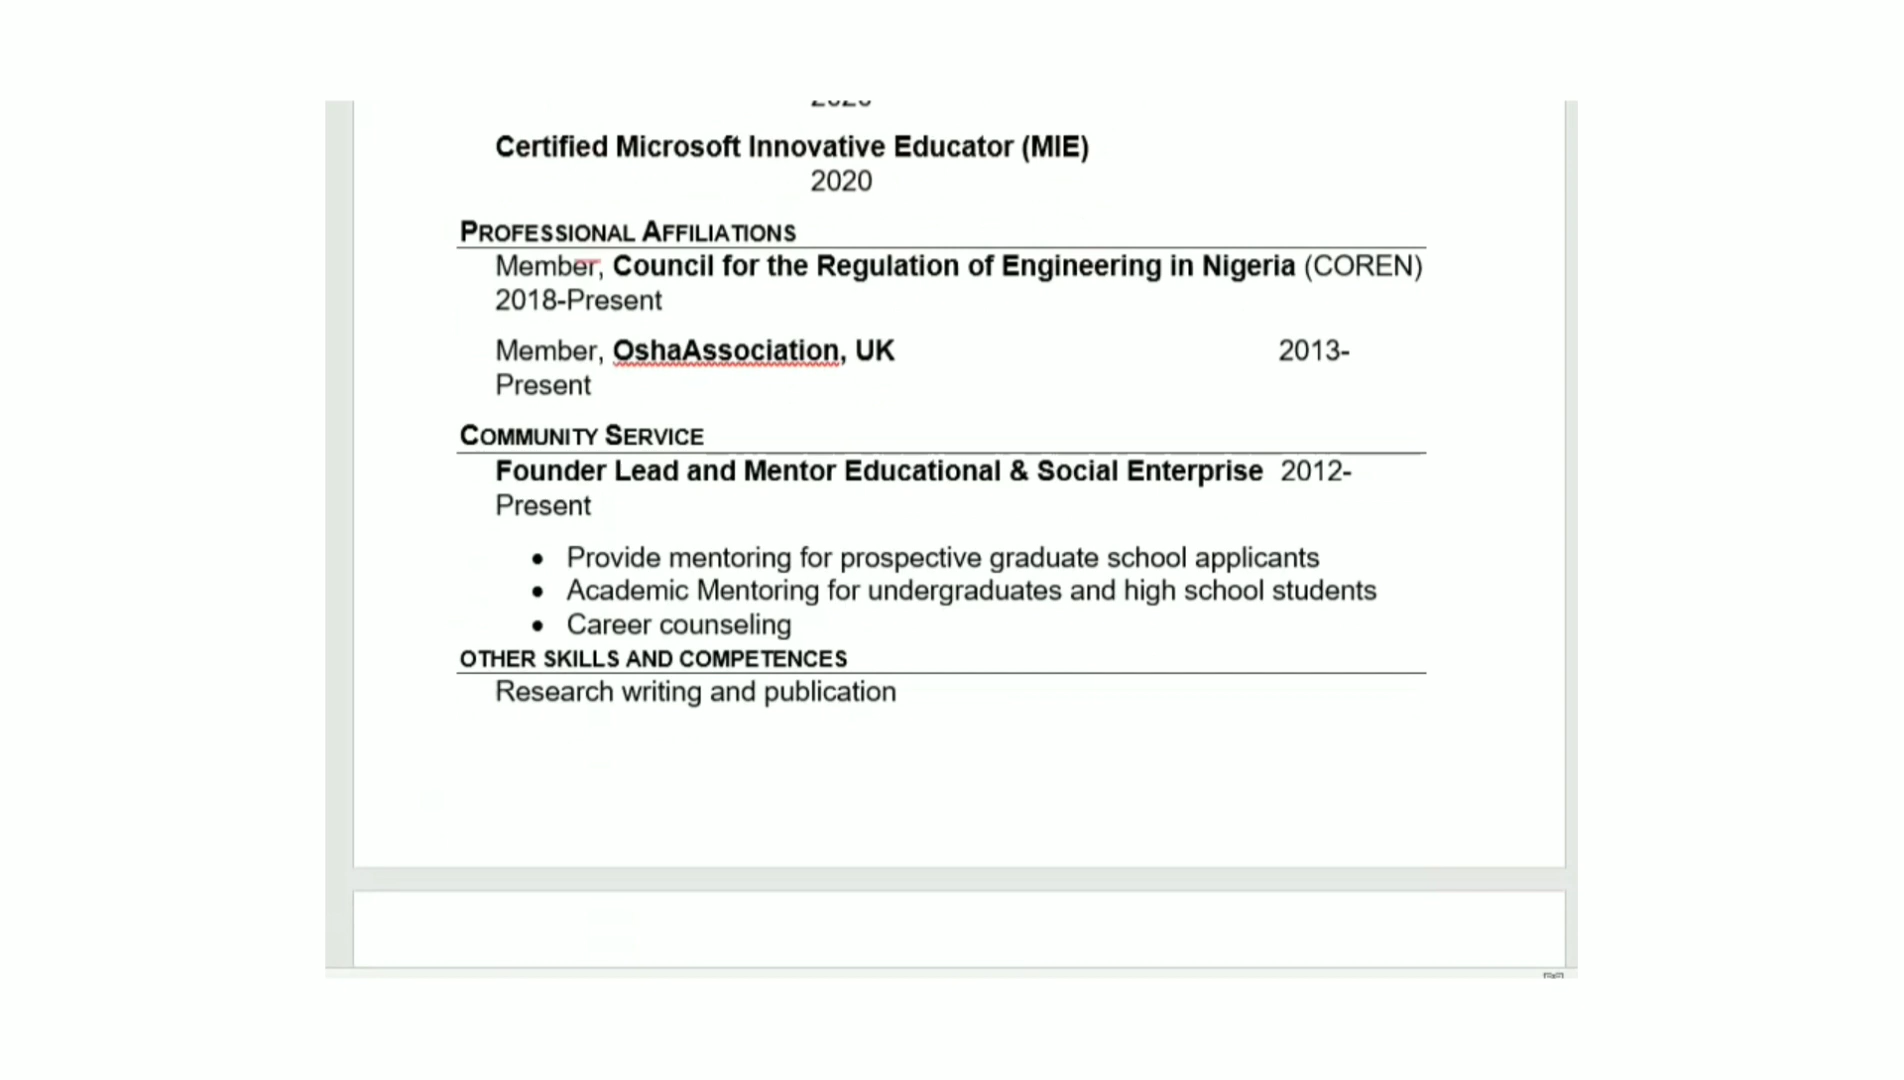 Certified Microsoft Innovative Educator (MIE)
2020
PROFESSIONAL AFFILIATIONS
Member, Council for the Regulation of Engineering in Nigeria (COREN)
2018-Present
Member, OshaAssociation, UK 2013-
Present
COMMUNITY SERVICE
Founder Lead and Mentor Educational & Social Enterprise 2012-
Present
• Provide mentoring for prospective graduate school applicants
• Academic Mentoring for undergraduates and high school students
• Career counseling
OTHER SKILLS AND COMPETENCES
Research writing and publication